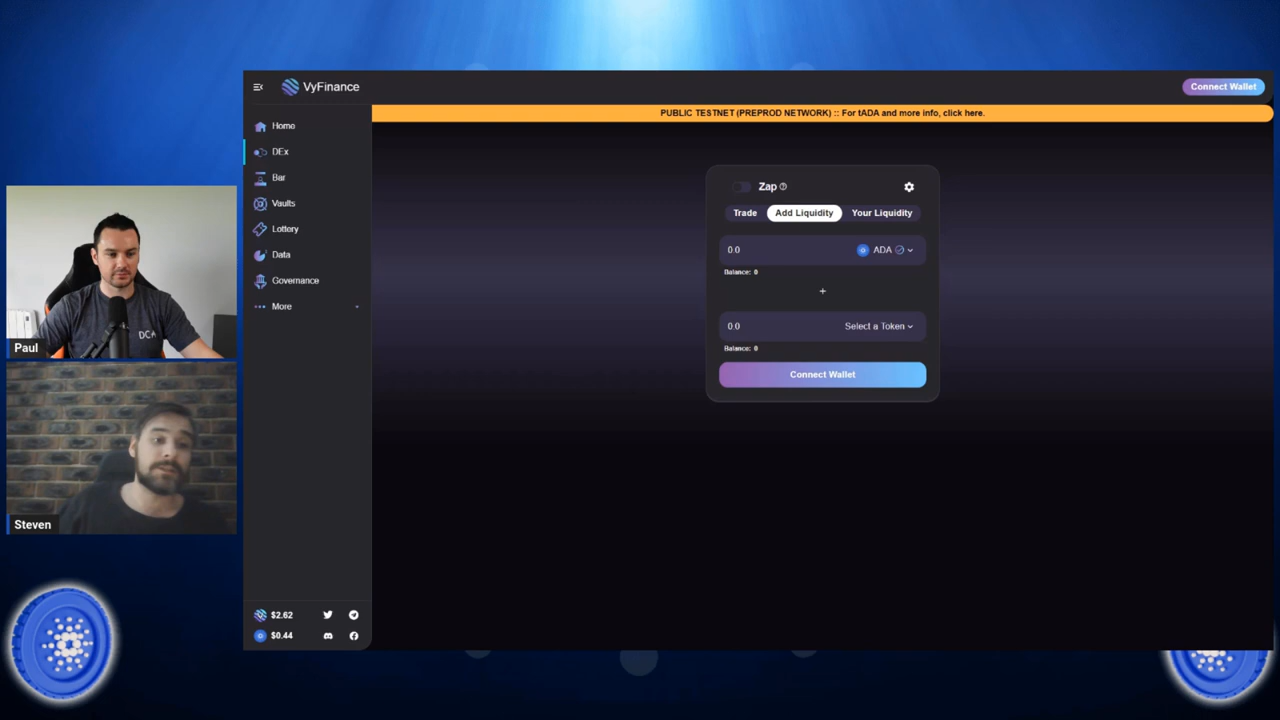 VyFinance
Connect Wallet
PUBLIC TESTNET (PREPROD NETWORK) :: For tADA and more info, click here.
Home
DEx
Bar
Vaults
Lottery
Data
Governance
More
Zap
Trade Add Liquidity Your Liquidity
0.0 ADA
Balance: 0
+
0.0 Select a Token
Balance: 0
Connect Wallet
DCA
Paul
Steven
$2.62
$0.44